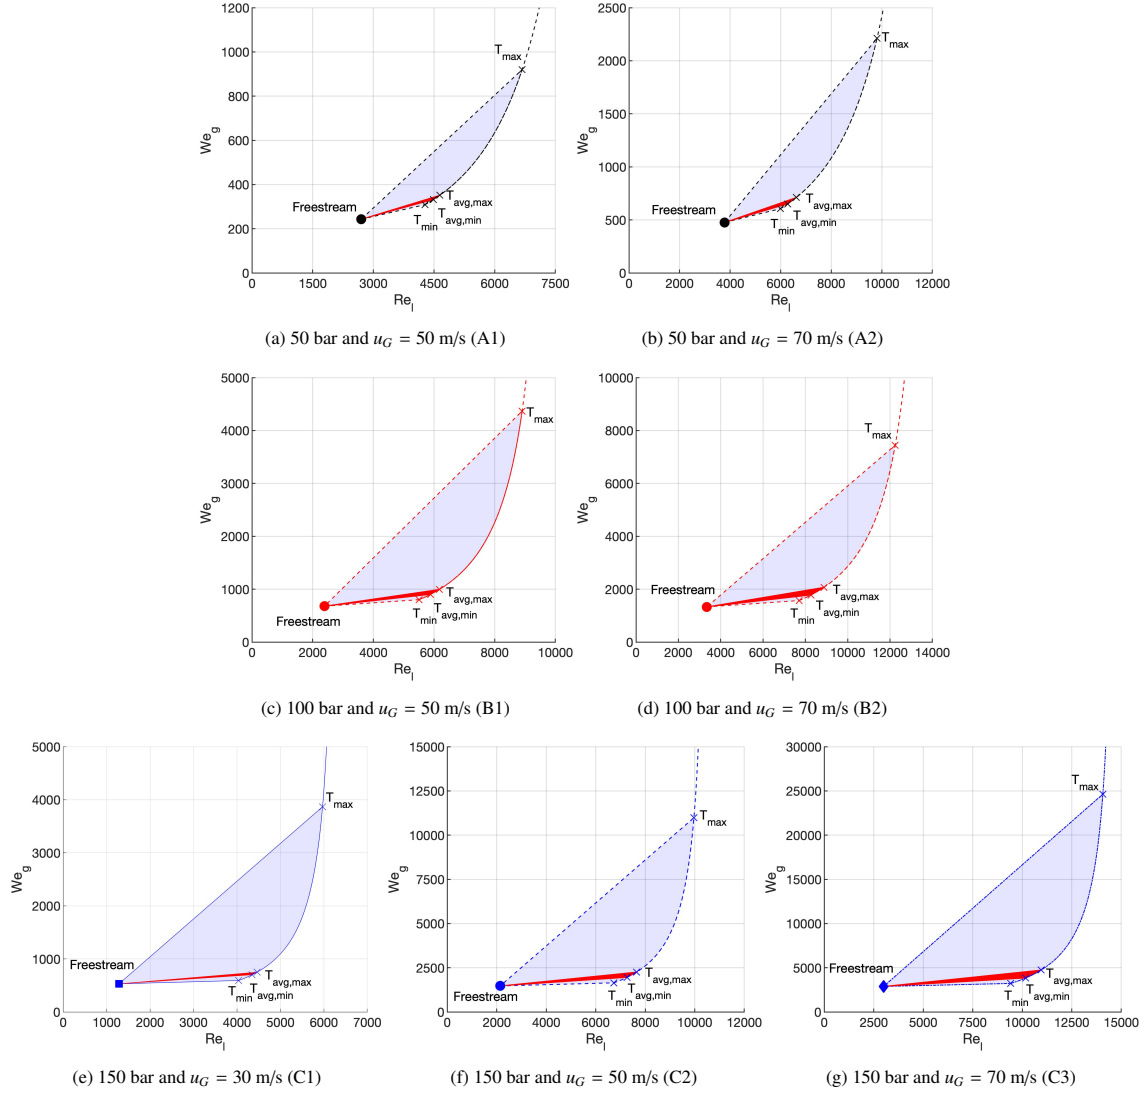 1200
1000
800
600
400
200
0
We_g
T_max
Freestream
T_avg,max
T_avg,min
T_min
0 1500 3000 4500 6000 7500
Re_l
(a) 50 bar and u_G = 50 m/s (A1)
2500
2000
1500
1000
500
0
We_g
T_max
Freestream
T_avg,max
T_avg,min
T_min
0 2000 4000 6000 8000 10000 12000
Re_l
(b) 50 bar and u_G = 70 m/s (A2)
5000
4000
3000
2000
1000
0
We_g
T_max
T_avg,max
T_avg,min
T_min
Freestream
0 2000 4000 6000 8000 10000
Re_l
(c) 100 bar and u_G = 50 m/s (B1)
10000
8000
6000
4000
2000
0
We_g
T_max
Freestream
T_avg,max
T_avg,min
T_min
0 2000 4000 6000 8000 10000 12000 14000
Re_l
(d) 100 bar and u_G = 70 m/s (B2)
5000
4000
3000
2000
1000
0
We_g
T_max
Freestream
T_avg,max
T_avg,min
T_min
0 1000 2000 3000 4000 5000 6000 7000
Re_l
(e) 150 bar and u_G = 30 m/s (C1)
15000
12500
10000
7500
5000
2500
0
We_g
T_max
T_avg,max
T_avg,min
T_min
Freestream
0 2000 4000 6000 8000 10000 12000
Re_l
(f) 150 bar and u_G = 50 m/s (C2)
30000
25000
20000
15000
10000
5000
0
We_g
T_max
Freestream
T_avg,max
T_avg,min
T_min
0 2500 5000 7500 10000 12500 15000
Re_l
(g) 150 bar and u_G = 70 m/s (C3)